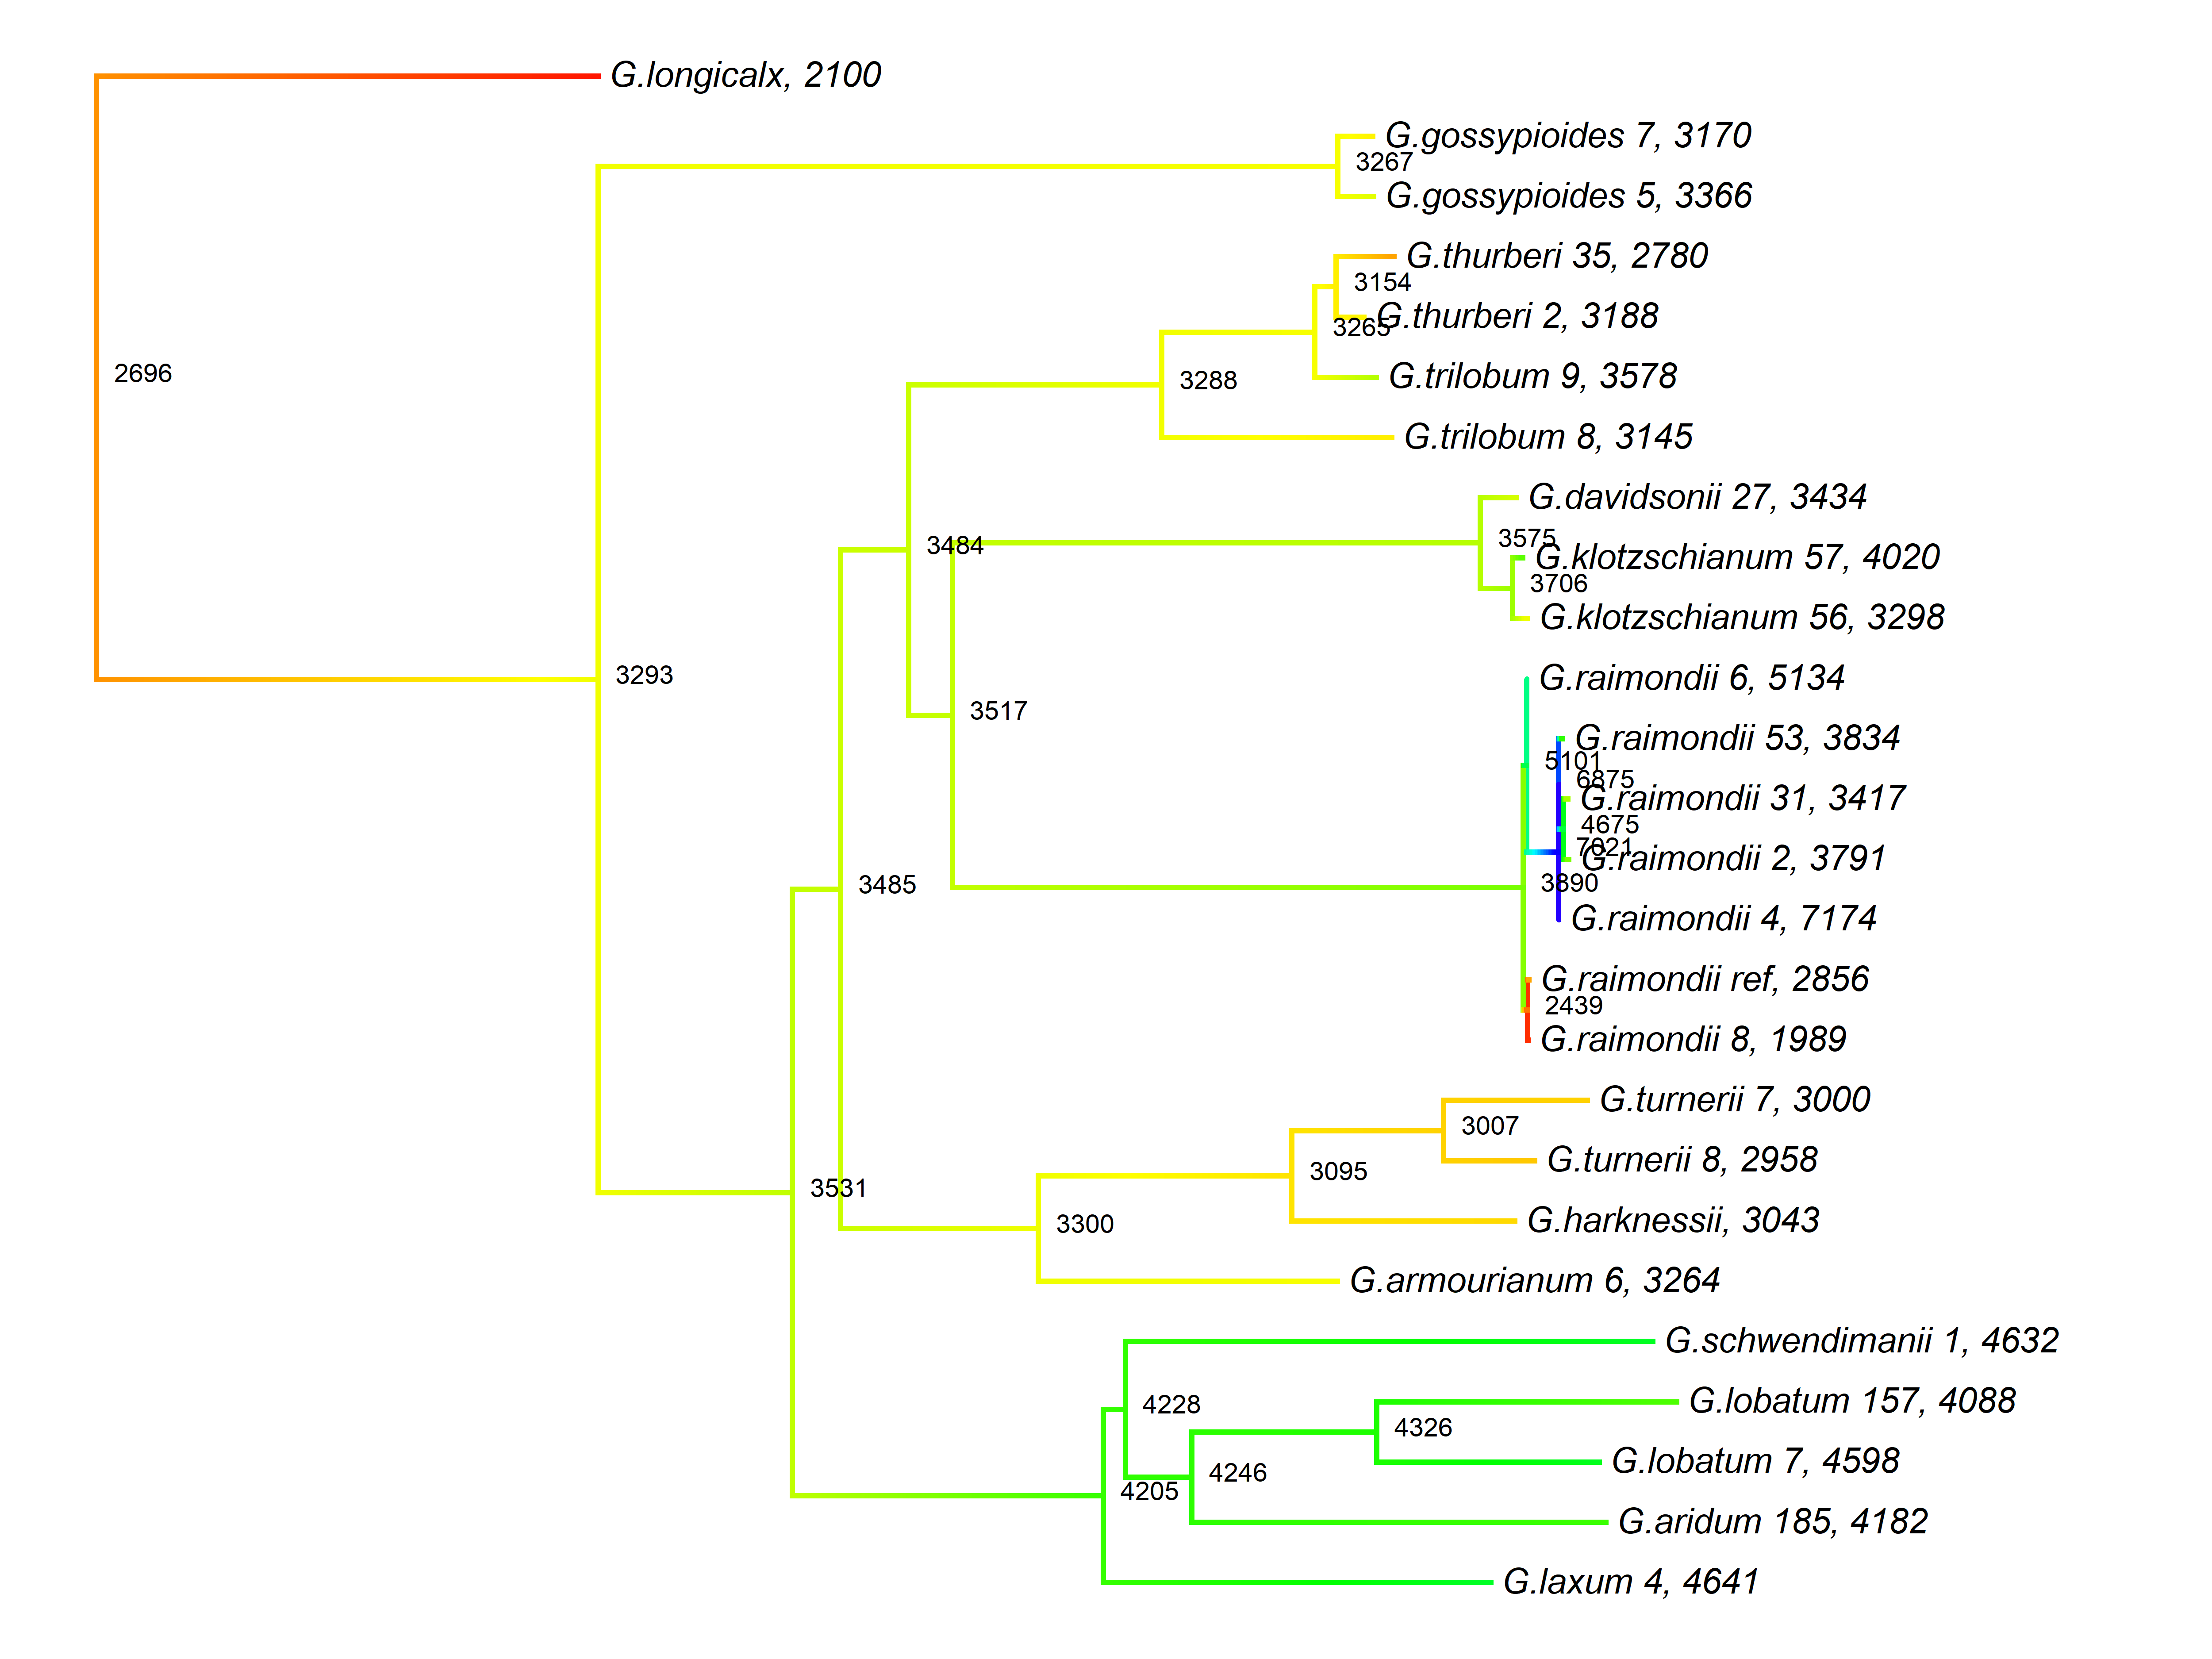 G.longicalx, 2100
G.gossypioides 7, 3170
3267
G.gossypioides 5, 3366
G.thurberi 35, 2780
3154
G.thurberi 2, 3188
3265
2696
G.trilobum 9, 3578
3288
G.trilobum 8, 3145
G.davidsonii 27, 3434
3575
3484
G.klotzschianum 57, 4020
3706
G.klotzschianum 56, 3298
3293
G.raimondii 6, 5134
3517
G.raimondii 53, 3834
5101
6875
G.raimondii 31, 3417
4675
7021
G.raimondii 2, 3791
3485
3890
G.raimondii 4, 7174
G.raimondii ref, 2856
2439
G.raimondii 8, 1989
G.turnerii 7, 3000
3007
G.turnerii 8, 2958
3095
3531
G.harknessii, 3043
3300
G.armourianum 6, 3264
G.schwendimanii 1, 4632
G.lobatum 157, 4088
4228
4326
G.lobatum 7, 4598
4246
4205
G.aridum 185, 4182
G.laxum 4, 4641